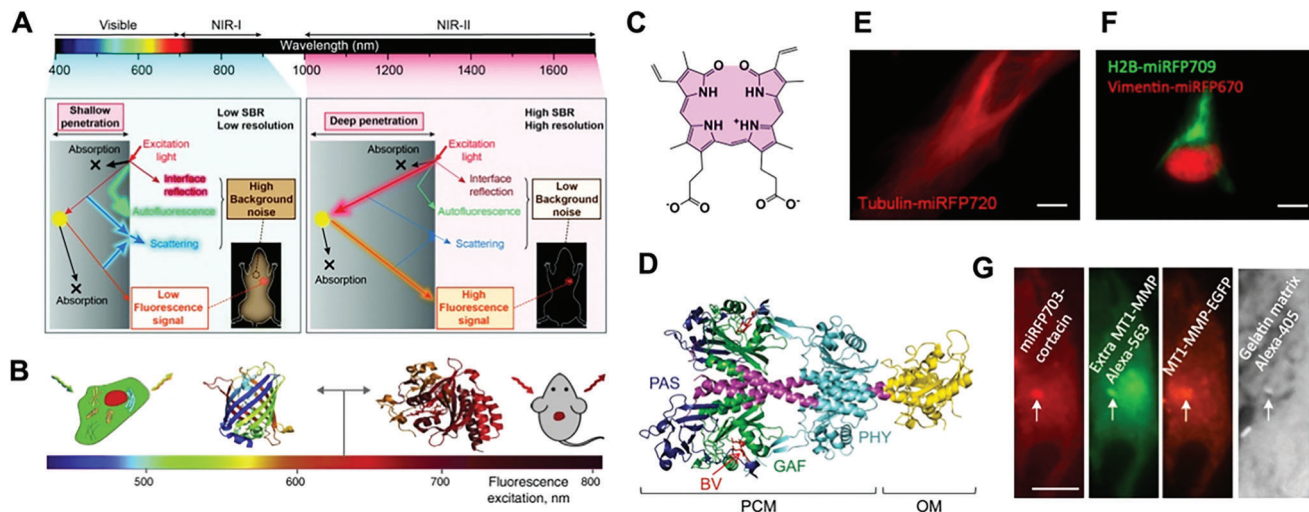 A
Visible
NIR-I
NIR-II
Wavelength (nm)
400
600
800
1000
1200
1400
1600
Shallow
penetration
Low SBR
Low resolution
Absorption
Excitation
light
Interface
reflection
Autofluorescence
Scattering
High
Background
noise
Absorption
Low
Fluorescence
signal
Deep penetration
High SBR
High resolution
Absorption
Excitation
light
Interface
reflection
Autofluorescence
Scattering
Low
Background
noise
Absorption
High
Fluorescence
signal
B
500
600
700
Fluorescence
excitation, nm
800
C
O
O
NH
HN
NH
+HN
-O
O
O
O-
D
PAS
PHY
GAF
BV
PCM
OM
E
Tubulin-miRFP720
F
H2B-miRFP709
Vimentin-miRFP670
G
miRFP703-
cortacin
Extra MT1-MMP
Alexa-563
MT1-MMP-EGFP
Gelatin matrix
Alexa-405